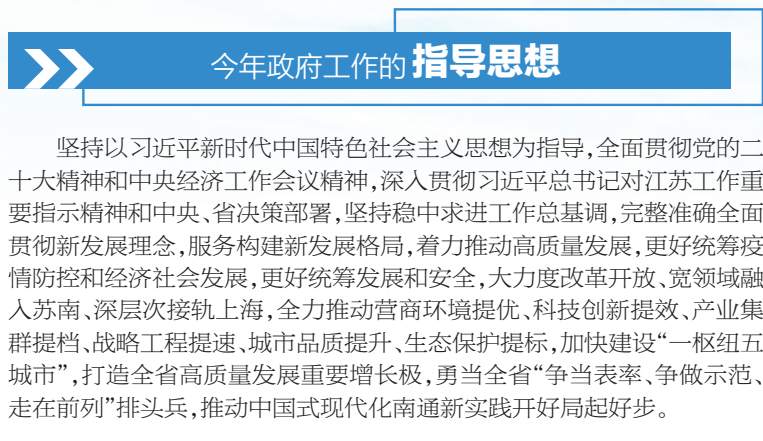 今年政府工作的指导思想
坚持以习近平新时代中国特色社会主义思想为指导,全面贯彻党的二
十大精神和中央经济工作会议精神,深入贯彻习近平总书记对江苏工作重
要指示精神和中央、省决策部署,坚持稳中求进工作总基调,完整准确全面
贯彻新发展理念,服务构建新发展格局,着力推动高质量发展,更好统筹疫
情防控和经济社会发展,更好统筹发展和安全,大力度改革开放、宽领域融
入苏南、深层次接轨上海,全力推动营商环境提优、科技创新提效、产业集
群提档、战略工程提速、城市品质提升、生态保护提标,加快建设“一枢纽五
城市”,打造全省高质量发展重要增长极,勇当全省“争当表率、争做示范、
走在前列”排头兵,推动中国式现代化南通新实践开好局起好步。